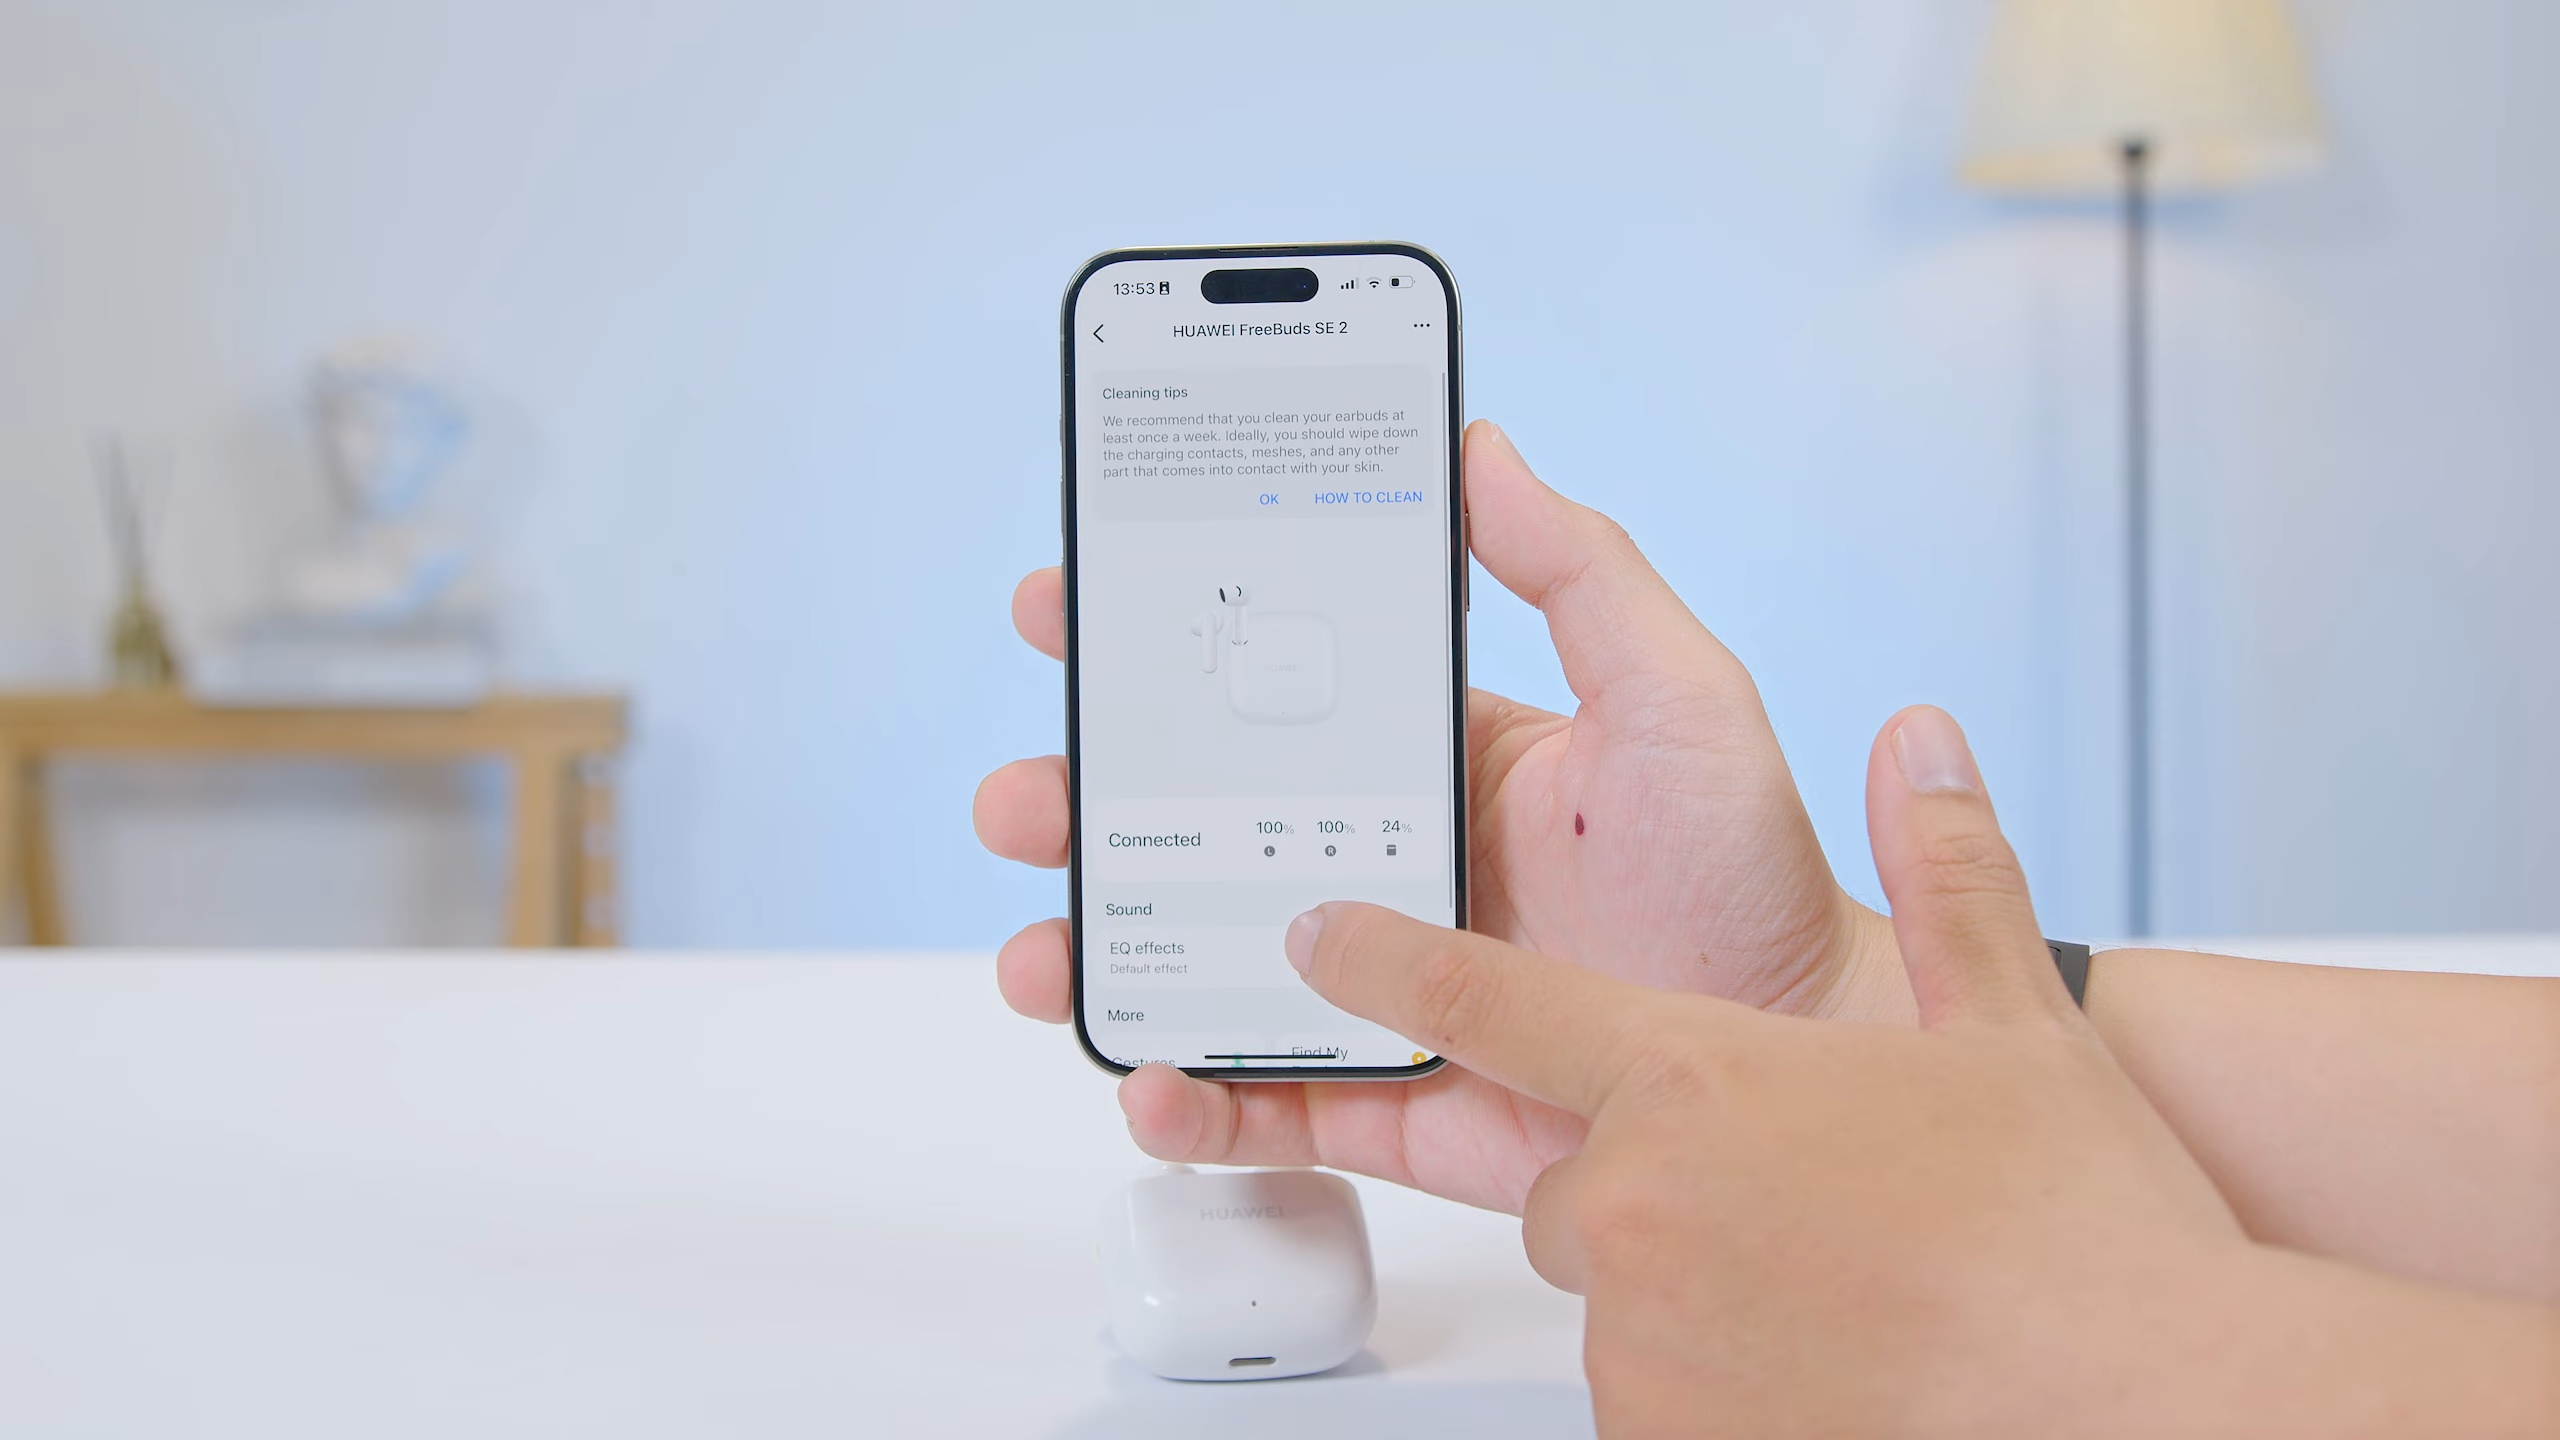 13:53
HUAWEI FreeBuds SE 2
Cleaning tips
We recommend that you clean your earbuds at
least once a week. Ideally, you should wipe down
the charging contacts, meshes, and any other
part that comes into contact with your skin.
OK HOW TO CLEAN
HUAWEI
Connected 100% 100% 24%
L R
Sound
EQ effects
Default effect
More
Gestures Find My
HUAWEI